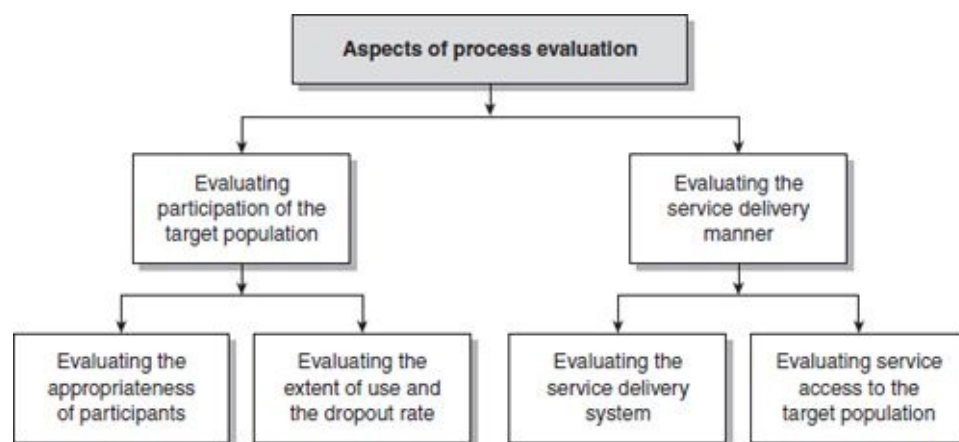 Aspects of process evaluation
Evaluating
participation of the
target population
Evaluating the
service delivery
manner
Evaluating the
appropriateness
of participants
Evaluating the
extent of use and
the dropout rate
Evaluating the
service delivery
system
Evaluating service
access to the
target population